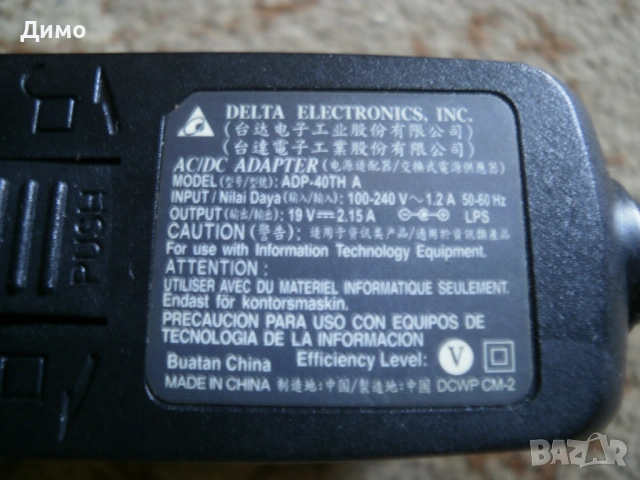 Димо
DELTA ELECTRONICS, INC.
(台达电子工业股份有限公司)
(台達電子工業股份有限公司)
AC/DC ADAPTER (电源适配器/交換式電源供應器)
MODEL (型号/型號): ADP-40TH A
INPUT / Nilai Daya (输入/輸入): 100-240 V～1.2 A 50-60 Hz
OUTPUT (输出/輸出): 19 V⎓2.15 A LPS
CAUTION (警告): 适用于资讯类产品/適用於資訊類產品
For use with Information Technology Equipment.
ATTENTION :
UTILISER AVEC DU MATERIEL INFORMATIQUE SEULEMENT.
Endast för kontorsmaskin.
PRECAUCION PARA USO CON EQUIPOS DE
TECNOLOGIA DE LA INFORMACIÓN
Buatan China Efficiency Level: V
MADE IN CHINA 制造地:中国/製造地:中國 DCWP CM-2
PUSH
BAZAR